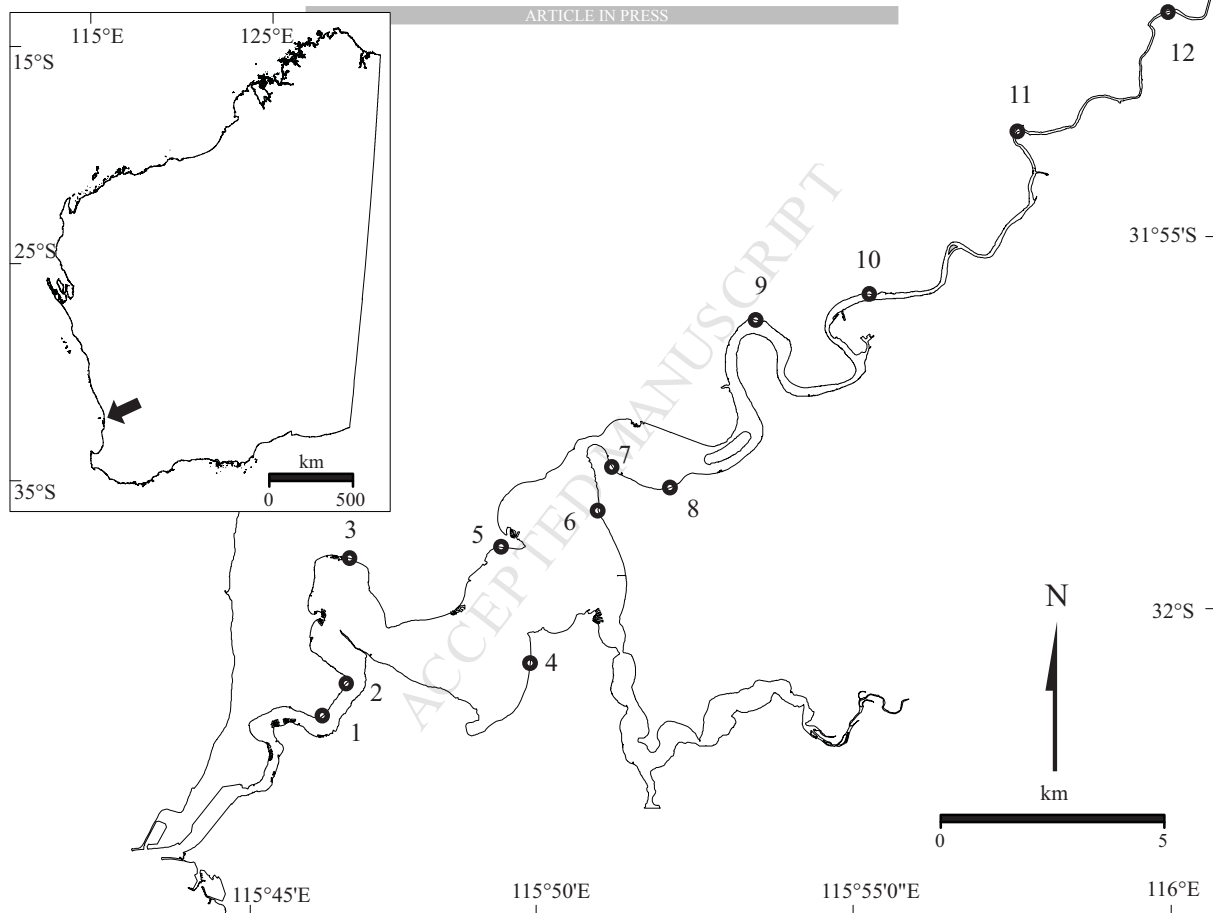 ARTICLE IN PRESS
115°E 125°E
15°S
25°S
35°S
km
0 500
12
11
31°55'S
10
9
7
8
6
5
3
ACCEPTED MANUSCRIPT
N
32°S
4
2
1
km
0 5
115°45'E 115°50'E 115°55'0"E 116°E